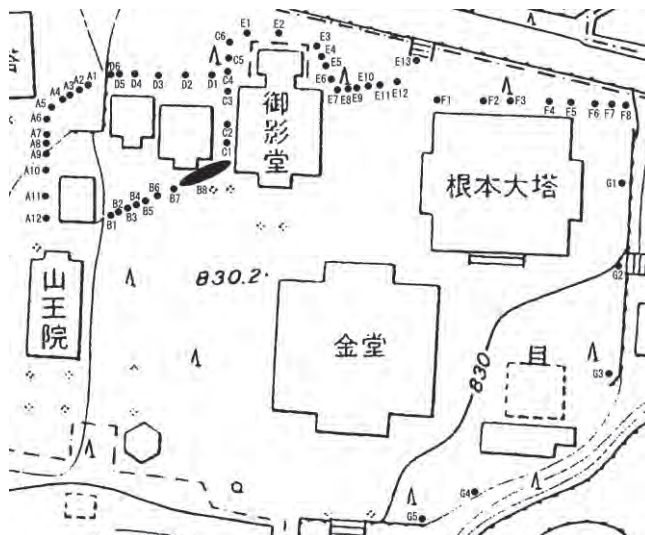 E1
E2
C6
E3
E4
E13
C5
E5
D6
C4
E6
A1
D5
D4
D3
D2
D1
E10
E12
A2
A3
C3
E7
E8
E9
E11
A4
A5
F1
F2
F3
F4
F5
F6
F7
F8
A6
A7
C2
A8
C1
A9
御影堂
A10
根本大塔
G1
A11
B8
B6
B7
B4
B5
B2
B3
A12
B1
G2
830.2
山王院
金堂
830
G3
G4
G5